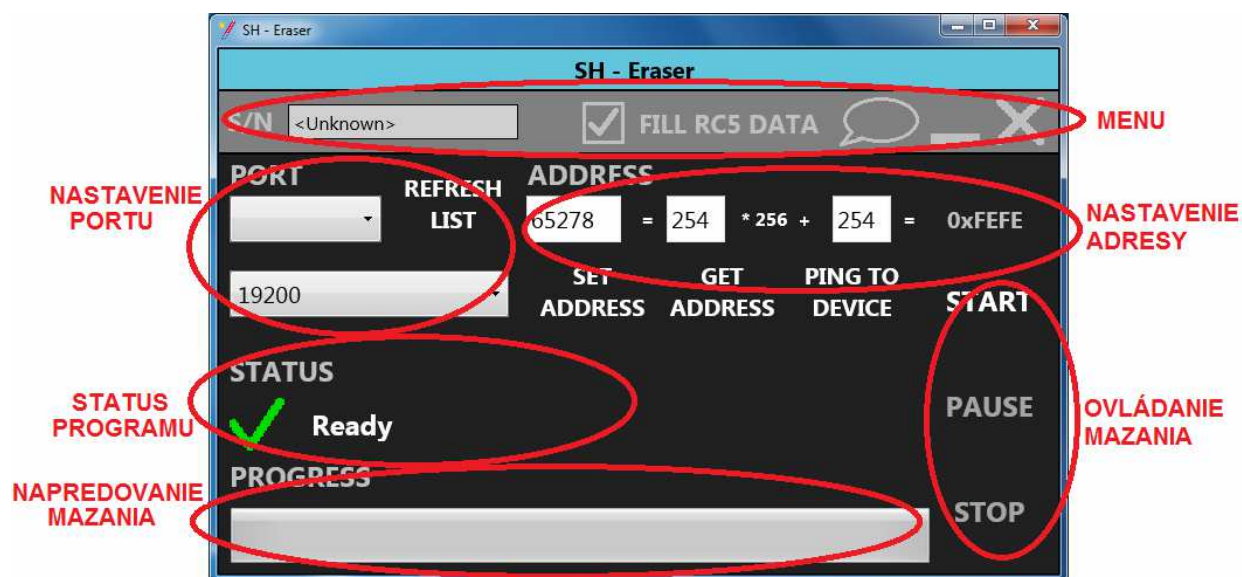 SH - Eraser
SH - Eraser
S/N <Unknown> FILL RC5 DATA
MENU
PORT
REFRESH
LIST
ADDRESS
65278 = 254 * 256 + 254 = 0xFEFE
NASTAVENIE
PORTU
NASTAVENIE
ADRESY
19200
SET
ADDRESS
GET
ADDRESS
PING TO
DEVICE
START
STATUS
Ready
STATUS
PROGRAMU
PAUSE
OVLÁDANIE
MAZANIA
PROGRESS
NAPREDOVANIE
MAZANIA
STOP